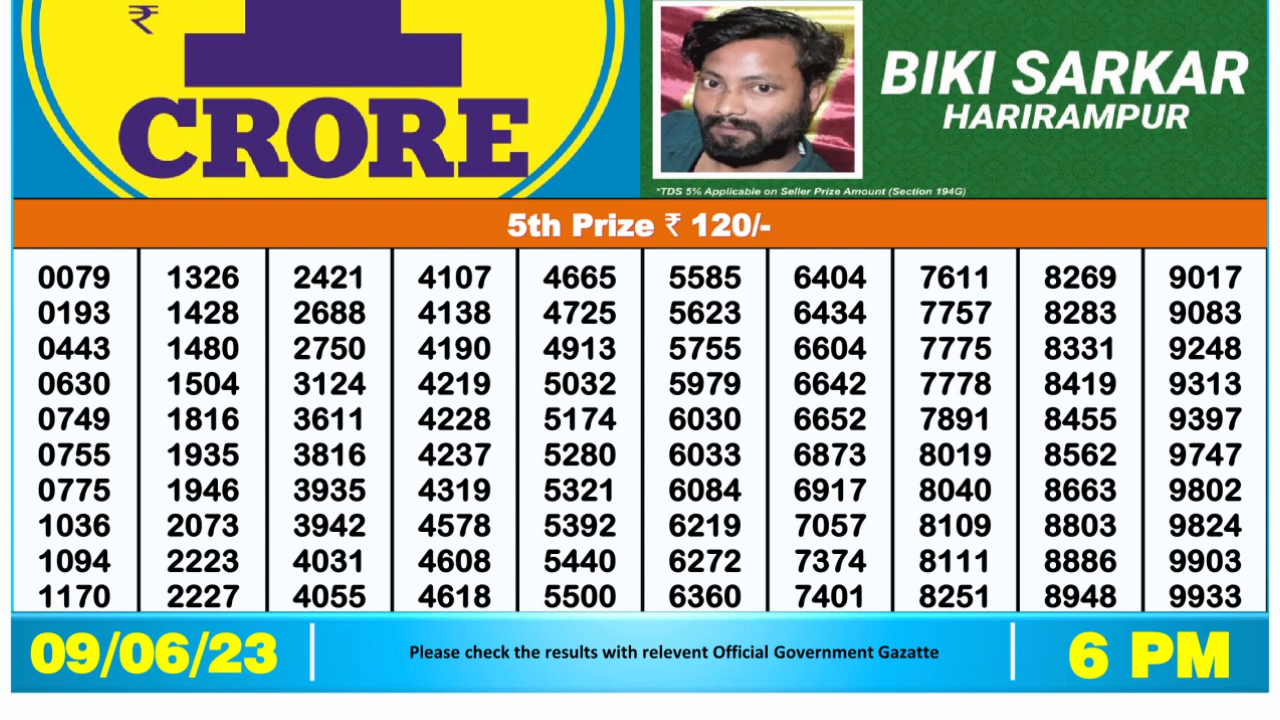 ₹
CRORE
BIKI SARKAR
HARIRAMPUR
*TDS 5% Applicable on Seller Prize Amount (Section 194G)
5th Prize ₹ 120/-
0079 1326 2421 4107 4665 5585 6404 7611 8269 9017
0193 1428 2688 4138 4725 5623 6434 7757 8283 9083
0443 1480 2750 4190 4913 5755 6604 7775 8331 9248
0630 1504 3124 4219 5032 5979 6642 7778 8419 9313
0749 1816 3611 4228 5174 6030 6652 7891 8455 9397
0755 1935 3816 4237 5280 6033 6873 8019 8562 9747
0775 1946 3935 4319 5321 6084 6917 8040 8663 9802
1036 2073 3942 4578 5392 6219 7057 8109 8803 9824
1094 2223 4031 4608 5440 6272 7374 8111 8886 9903
1170 2227 4055 4618 5500 6360 7401 8251 8948 9933
09/06/23 Please check the results with relevent Official Government Gazatte 6 PM